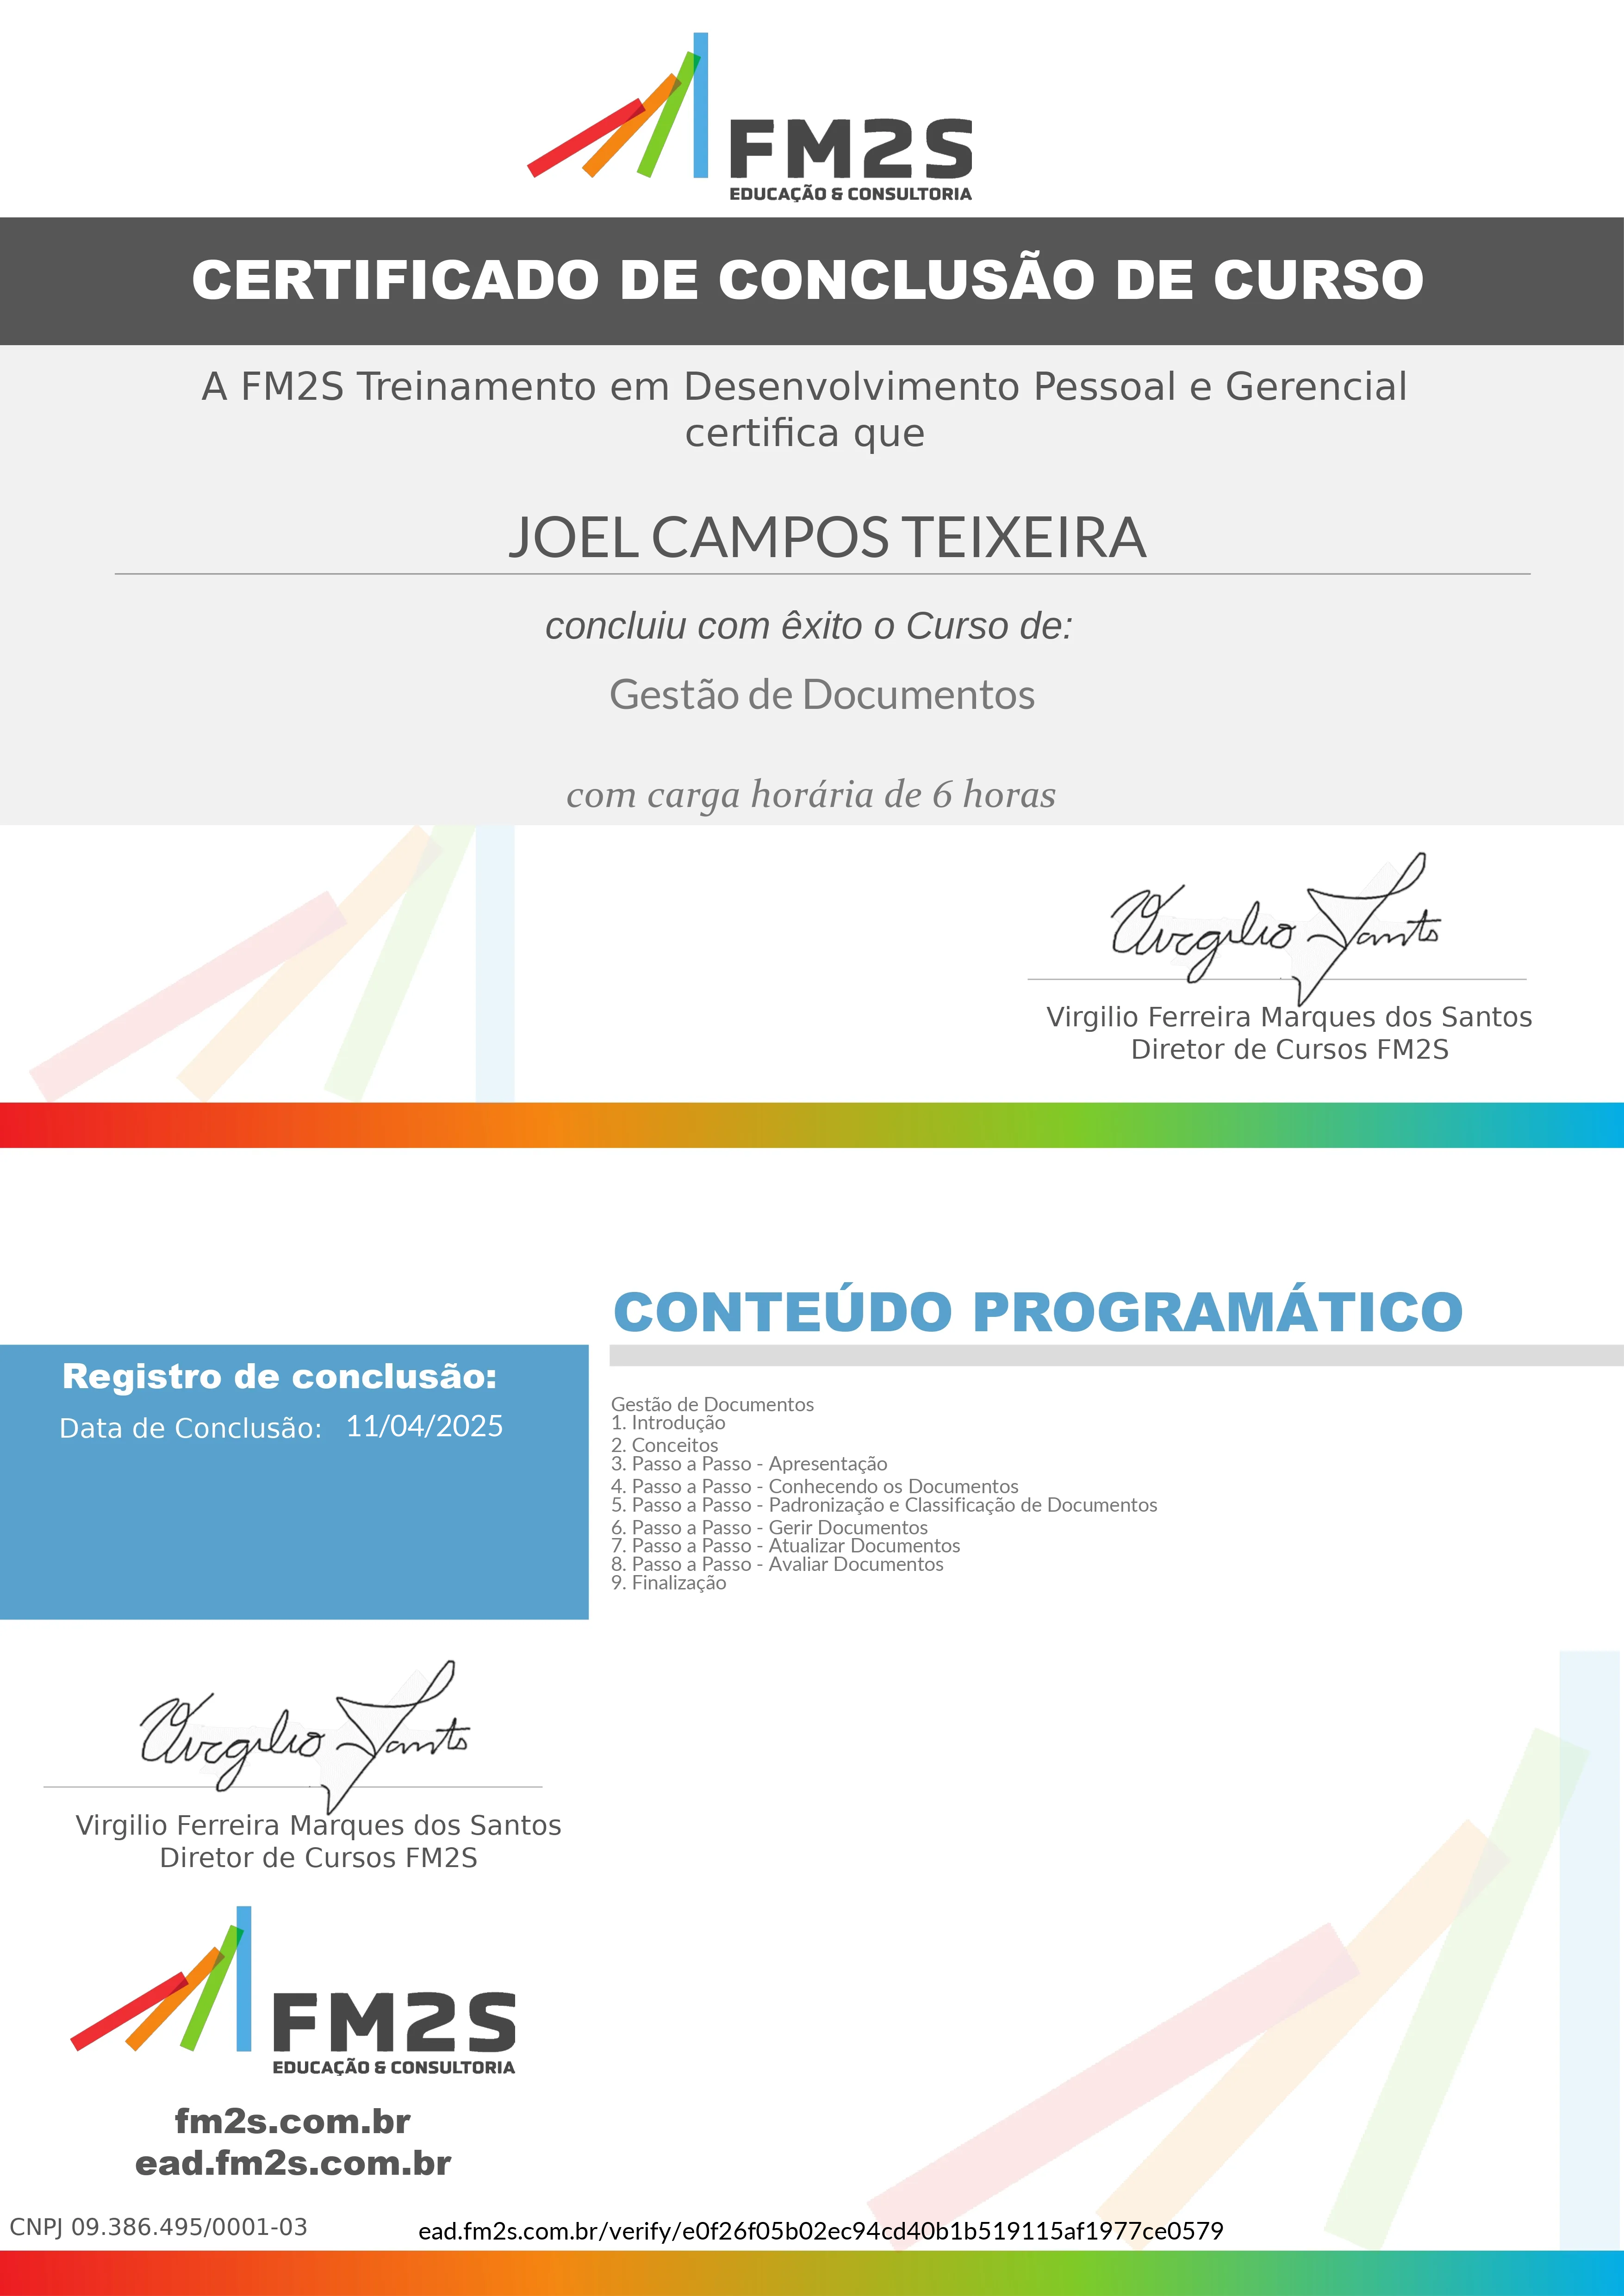 FM2S
EDUCAÇÃO & CONSULTORIA
CERTIFICADO DE CONCLUSÃO DE CURSO
A FM2S Treinamento em Desenvolvimento Pessoal e Gerencial
certifica que
JOEL CAMPOS TEIXEIRA
concluiu com êxito o Curso de:
Gestão de Documentos
com carga horária de 6 horas
Virgilio Santos
Virgilio Ferreira Marques dos Santos
Diretor de Cursos FM2S
CONTEÚDO PROGRAMÁTICO
Registro de conclusão:
Data de Conclusão: 11/04/2025
Gestão de Documentos
1. Introdução
2. Conceitos
3. Passo a Passo - Apresentação
4. Passo a Passo - Conhecendo os Documentos
5. Passo a Passo - Padronização e Classificação de Documentos
6. Passo a Passo - Gerir Documentos
7. Passo a Passo - Atualizar Documentos
8. Passo a Passo - Avaliar Documentos
9. Finalização
Virgilio Santos
Virgilio Ferreira Marques dos Santos
Diretor de Cursos FM2S
FM2S
EDUCAÇÃO & CONSULTORIA
fm2s.com.br
ead.fm2s.com.br
CNPJ 09.386.495/0001-03
ead.fm2s.com.br/verify/e0f26f05b02ec94cd40b1b519115af1977ce0579